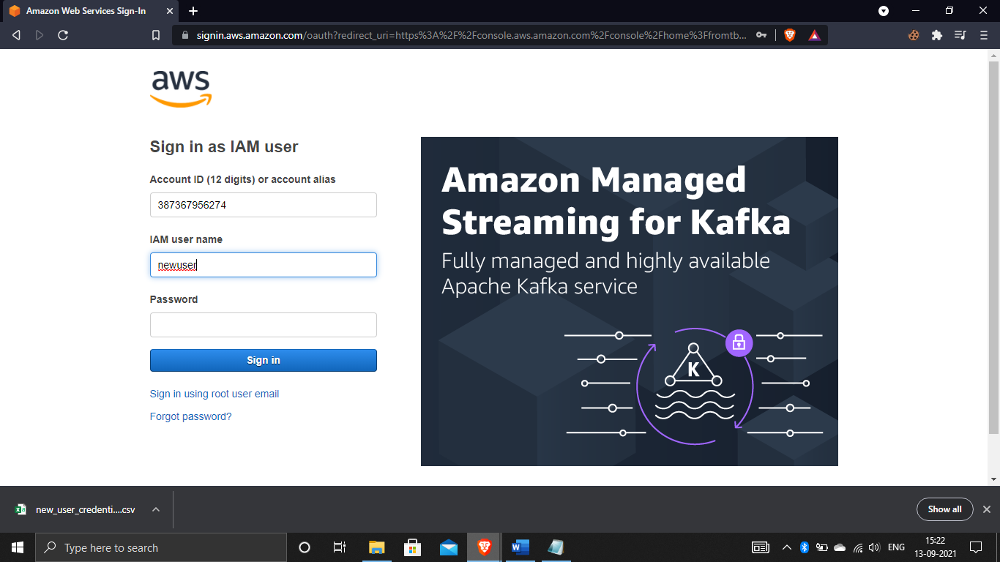 Amazon Web Services Sign-In
signin.aws.amazon.com/oauth?redirect_uri=https%3A%2F%2Fconsole.aws.amazon.com%2Fconsole%2Fhome%3Ffromtb...
aws
Sign in as IAM user
Account ID (12 digits) or account alias
387367956274
IAM user name
newuser
Password
Sign in
Sign in using root user email
Forgot password?
Amazon Managed
Streaming for Kafka
Fully managed and highly available
Apache Kafka service
K
new_user_credenti....csv
Show all
Type here to search
ENG
15:22
13-09-2021